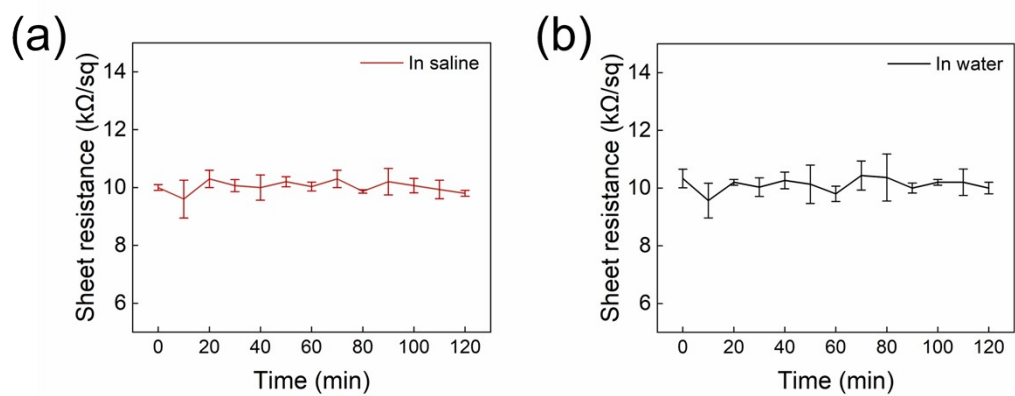 (a)
In saline
Sheet resistance (kΩ/sq)
14
12
10
8
6
0 20 40 60 80 100 120
Time (min)
(b)
In water
Sheet resistance (kΩ/sq)
14
12
10
8
6
0 20 40 60 80 100 120
Time (min)